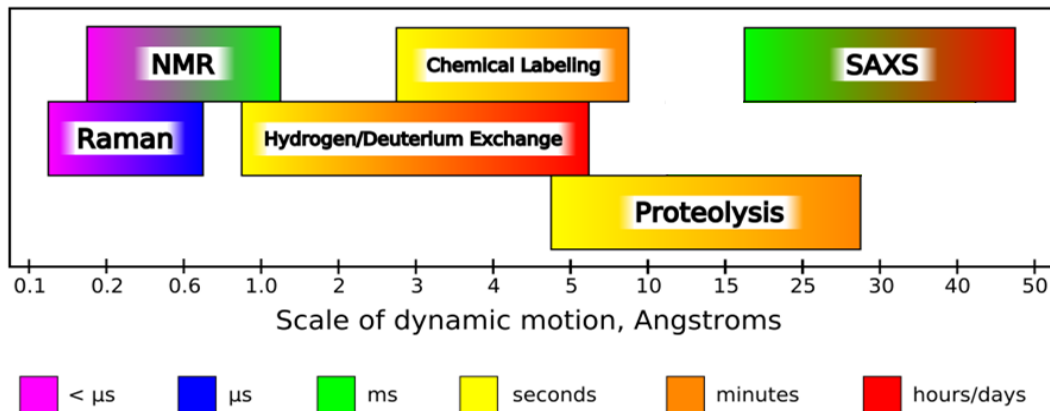 NMR
Chemical Labeling
SAXS
Raman
Hydrogen/Deuterium Exchange
Proteolysis
0.1 0.2 0.6 1.0 2 3 4 5 10 15 25 30 40 50
Scale of dynamic motion, Angstroms
< μs μs ms seconds minutes hours/days